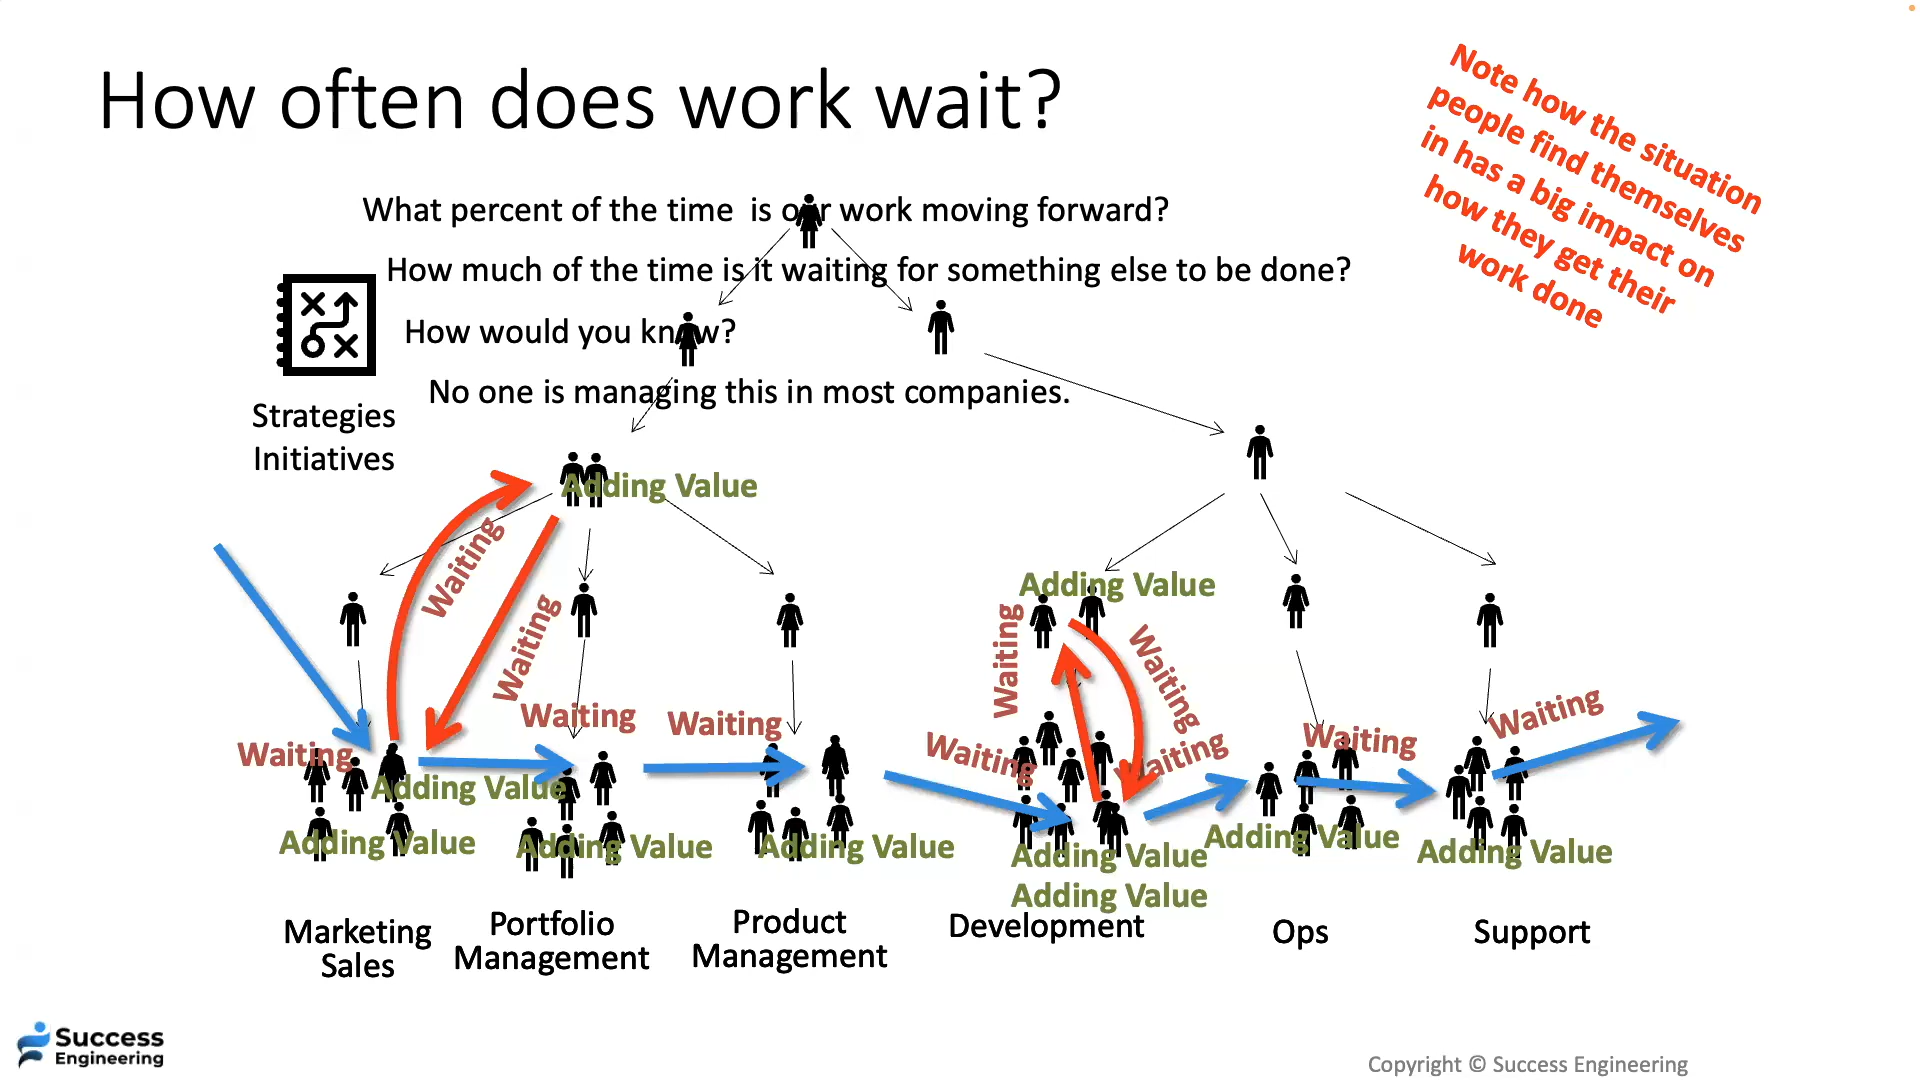 How often does work wait?
Note how the situation
people find themselves
in has a big impact on
how they get their
work done
What percent of the time is our work moving forward?
How much of the time is it waiting for something else to be done?
How would you know?
No one is managing this in most companies.
Strategies
Initiatives
Adding Value
Waiting
Waiting
Adding Value
Waiting
Waiting
Waiting
Adding Value
Adding Value
Waiting
Adding Value
Waiting
Adding Value
Waiting
Waiting
Waiting
Adding Value
Adding Value
Waiting
Adding Value
Waiting
Adding Value
Marketing
Sales
Portfolio
Management
Product
Management
Development
Ops
Support
Success
Engineering
Copyright © Success Engineering